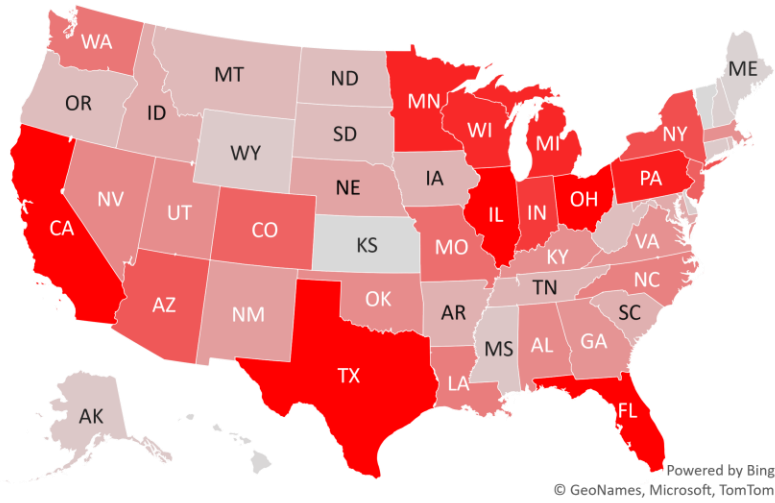 WA
MT
ND
ME
OR
ID
MN
SD
WI
NY
WY
MI
IA
PA
NE
NV
UT
IL
IN
OH
CA
CO
KS
MO
KY
VA
AZ
NM
OK
TN
NC
AR
SC
MS
AL
GA
TX
LA
AK
FL
Powered by Bing
© GeoNames, Microsoft, TomTom